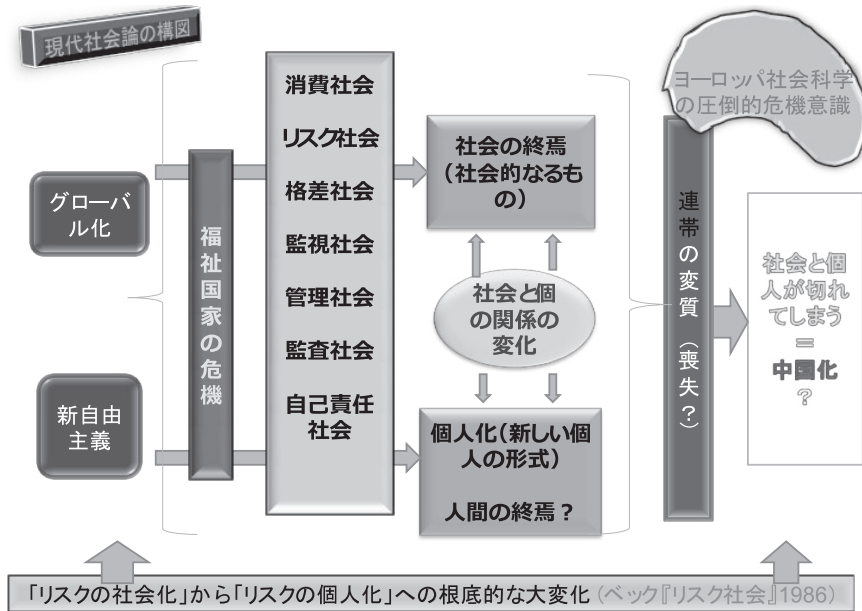 現代社会論の構図
グローバ
ル化
新自由
主義
福祉国家の危機
消費社会
リスク社会
格差社会
監視社会
管理社会
監査社会
自己責任
社会
社会の終焉
（社会的なるも
の）
社会と個
の関係の
変化
個人化（新しい個
人の形式）
人間の終焉？
連帯の変質（喪失？）
ヨーロッパ社会科学
の圧倒的危機意識
社会と個
人が切れ
てしまう
＝
中国化
？
「リスクの社会化」から「リスクの個人化」への根底的な大変化（ベック『リスク社会』1986）